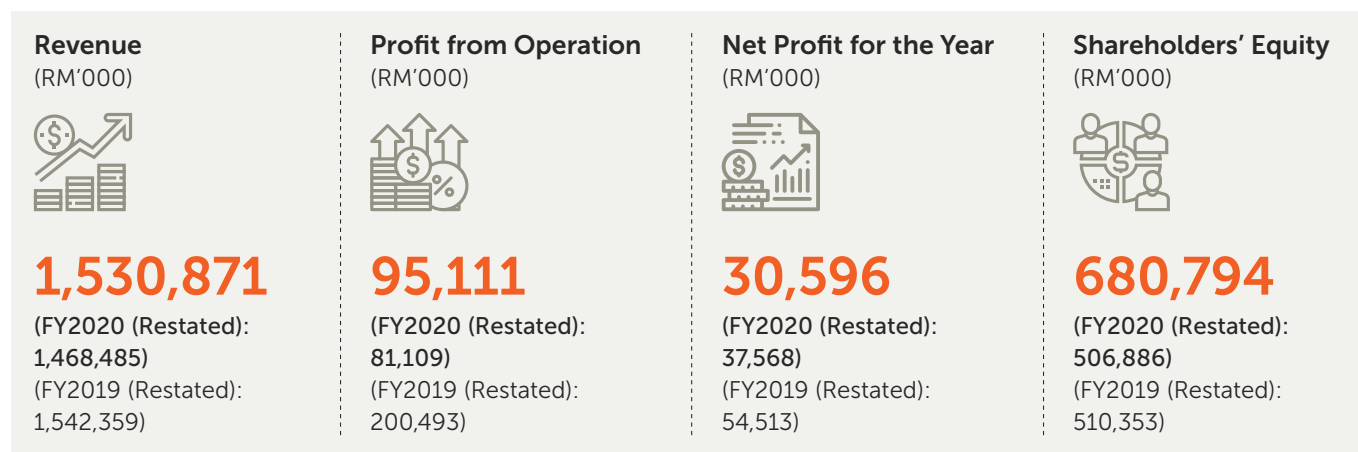 Revenue
(RM’000)
1,530,871
(FY2020 (Restated):
1,468,485)
(FY2019 (Restated):
1,542,359)
Profit from Operation
(RM’000)
95,111
(FY2020 (Restated):
81,109)
(FY2019 (Restated):
200,493)
Net Profit for the Year
(RM’000)
30,596
(FY2020 (Restated):
37,568)
(FY2019 (Restated):
54,513)
Shareholders’ Equity
(RM’000)
680,794
(FY2020 (Restated):
506,886)
(FY2019 (Restated):
510,353)